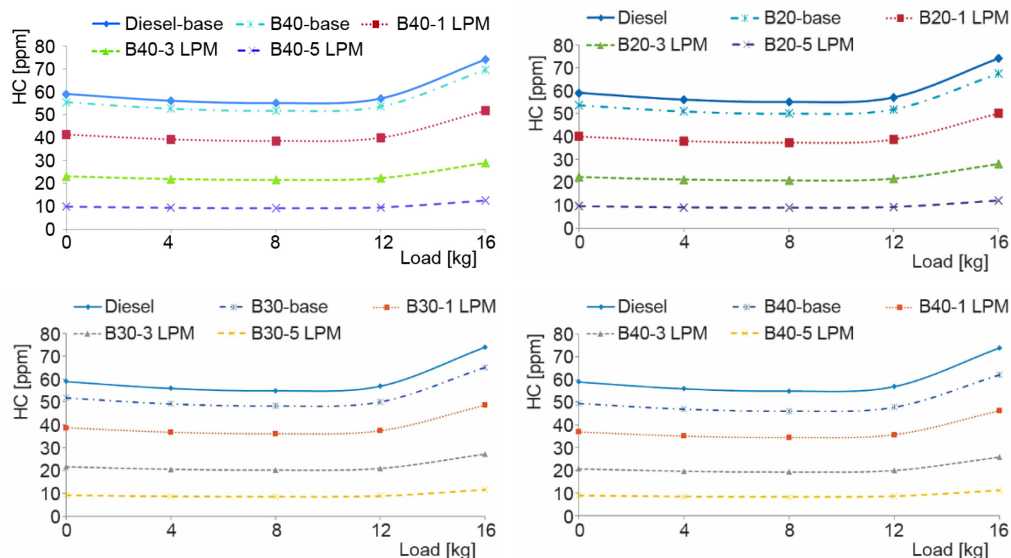 Diesel-base B40-base B40-1 LPM
B40-3 LPM B40-5 LPM
HC [ppm]
80
70
60
50
40
30
20
10
0
0 4 8 12 16
Load [kg]
Diesel B20-base B20-1 LPM
B20-3 LPM B20-5 LPM
HC [ppm]
80
70
60
50
40
30
20
10
0
0 4 8 12 16
Load [kg]
Diesel B30-base B30-1 LPM
B30-3 LPM B30-5 LPM
HC [ppm]
80
70
60
50
40
30
20
10
0
0 4 8 12 16
Load [kg]
Diesel B40-base B40-1 LPM
B40-3 LPM B40-5 LPM
HC [ppm]
80
70
60
50
40
30
20
10
0
0 4 8 12 16
Load [kg]